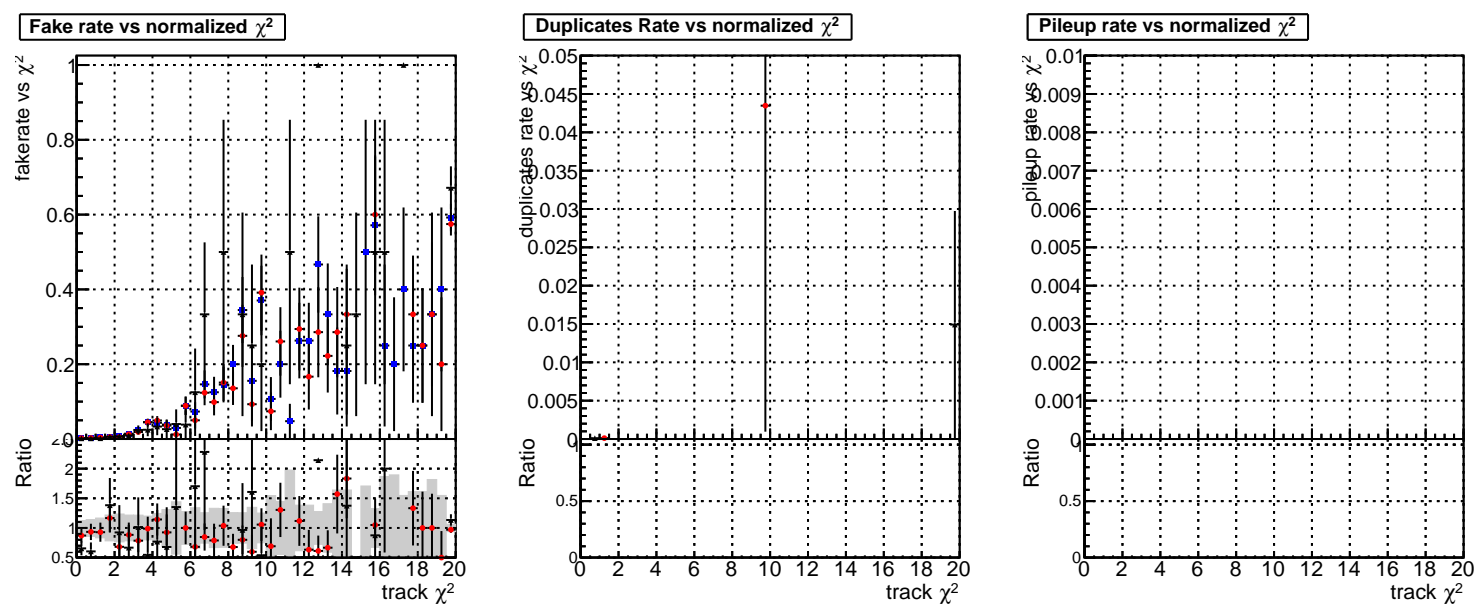 Fake rate vs normalized χ²
fakerate vs χ²
1
0.8
0.6
0.4
0.2
0
Ratio
2
1.5
1
0.5
0 2 4 6 8 10 12 14 16 18 20
track χ²
Duplicates Rate vs normalized χ²
duplicates rate vs χ²
0.05
0.045
0.04
0.035
0.03
0.025
0.02
0.015
0.01
0.005
0
Ratio
1
0.5
0
0 2 4 6 8 10 12 14 16 18 20
track χ²
Pileup rate vs normalized χ²
pileup rate vs χ²
0.01
0.009
0.008
0.007
0.006
0.005
0.004
0.003
0.002
0.001
0
Ratio
1
0.5
0
0 2 4 6 8 10 12 14 16 18 20
track χ²